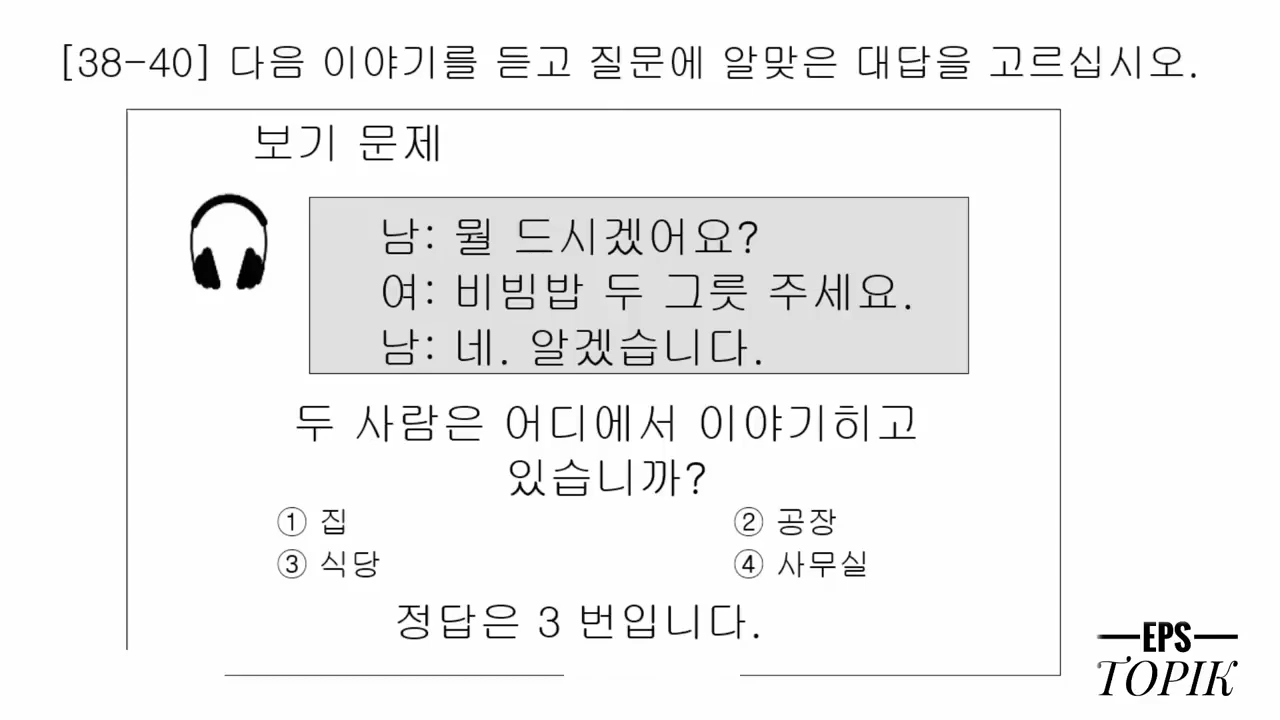 [38-40] 다음 이야기를 듣고 질문에 알맞은 대답을 고르십시오.
보기 문제
남: 뭘 드시겠어요?
여: 비빔밥 두 그릇 주세요.
남: 네. 알겠습니다.
두 사람은 어디에서 이야기히고
있습니까?
① 집 ② 공장
③ 식당 ④ 사무실
정답은 3 번입니다.
EPS
TOPIK